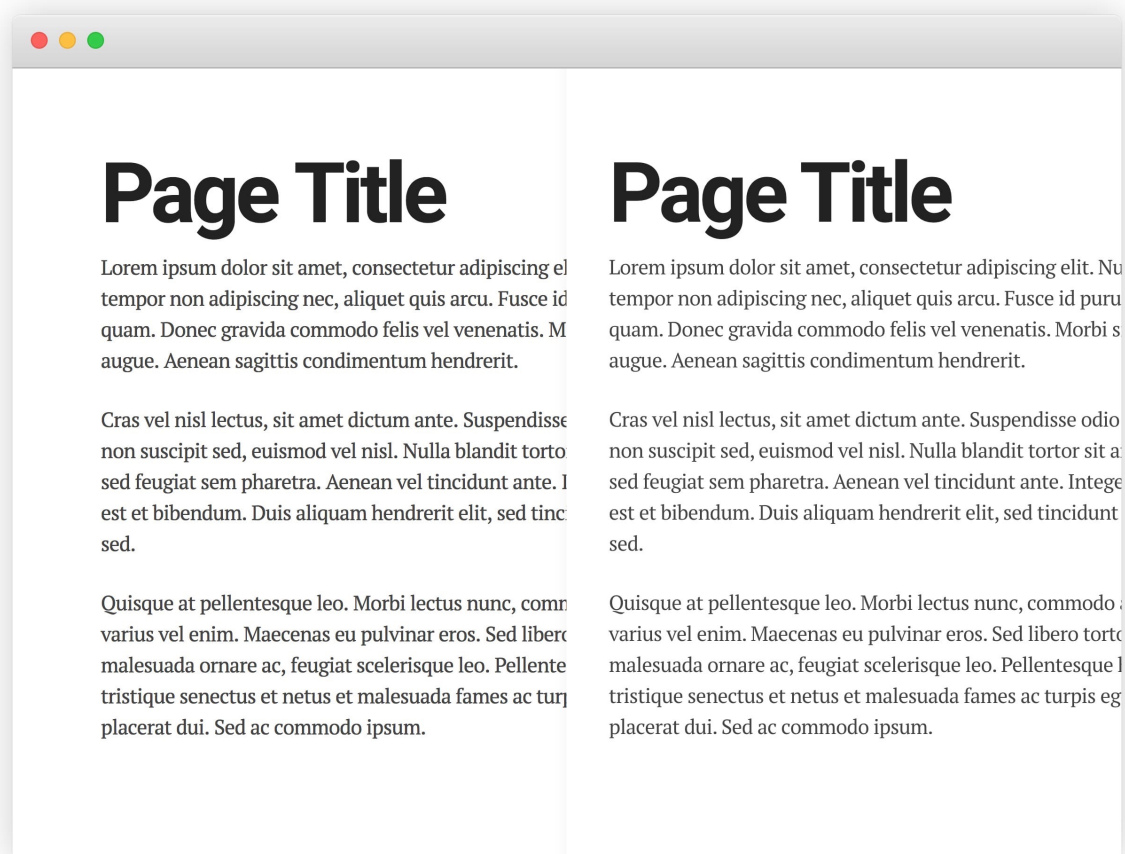 Page Title
Lorem ipsum dolor sit amet, consectetur adipiscing
tempor non adipiscing nec, aliquet quis arcu. Fusce id
quam. Donec gravida commodo felis vel venenatis.
augue. Aenean sagittis condimentum hendrerit.
Cras vel nisl lectus, sit amet dictum ante. Suspendisse
non suscipit sed, euismod vel nisl. Nulla blandit
sed feugiat sem pharetra. Aenean vel tincidunt ante.
est et bibendum. Duis aliquam hendrerit elit, sed
sed.
Quisque at pellentesque leo. Morbi lectus nunc,
varius vel enim. Maecenas eu pulvinar eros. Sed
malesuada ornare ac, feugiat scelerisque leo.
tristique senectus et netus et malesuada fames ac
placerat dui. Sed ac commodo ipsum.
Page Title
Lorem ipsum dolor sit amet, consectetur adipiscing elit.
tempor non adipiscing nec, aliquet quis arcu. Fusce id
quam. Donec gravida commodo felis vel venenatis. Morbi
augue. Aenean sagittis condimentum hendrerit.
Cras vel nisl lectus, sit amet dictum ante. Suspendisse odio
non suscipit sed, euismod vel nisl. Nulla blandit tortor sit
sed feugiat sem pharetra. Aenean vel tincidunt ante.
est et bibendum. Duis aliquam hendrerit elit, sed tincidunt
sed.
Quisque at pellentesque leo. Morbi lectus nunc, commodo
varius vel enim. Maecenas eu pulvinar eros. Sed libero
malesuada ornare ac, feugiat scelerisque leo. Pellentesque
tristique senectus et netus et malesuada fames ac turpis
placerat dui. Sed ac commodo ipsum.